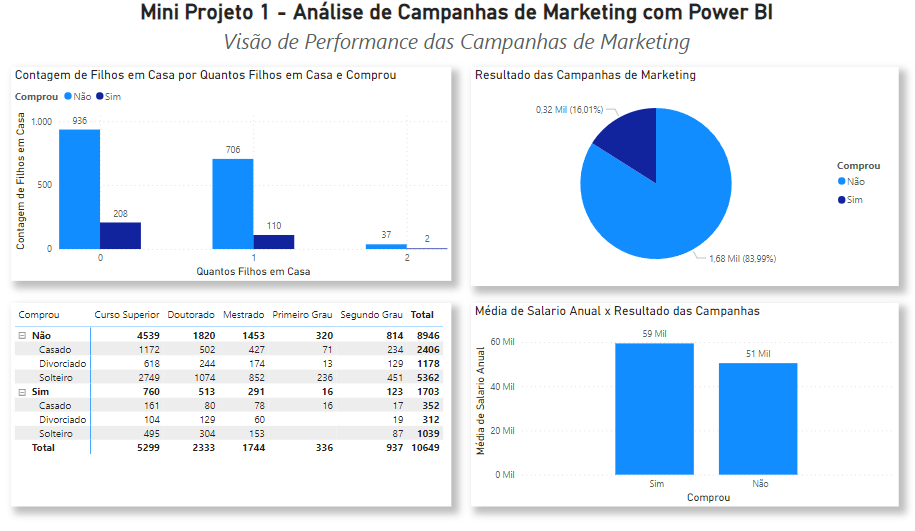 Mini Projeto 1 - Análise de Campanhas de Marketing com Power BI
Visão de Performance das Campanhas de Marketing
Contagem de Filhos em Casa por Quantos Filhos em Casa e Comprou
Comprou Não Sim
Contagem de Filhos em Casa
1.000
500
0
936
208
706
110
37
2
0 1 2
Quantos Filhos em Casa
Resultado das Campanhas de Marketing
0,32 Mil (16,01%)
1,68 Mil (83,99%)
Comprou
Não
Sim
Comprou Curso Superior Doutorado Mestrado Primeiro Grau Segundo Grau Total
Não 4539 1820 1453 320 814 8946
Casado 1172 502 427 71 234 2406
Divorciado 618 244 174 13 129 1178
Solteiro 2749 1074 852 236 451 5362
Sim 760 513 291 16 123 1703
Casado 161 80 78 16 17 352
Divorciado 104 129 60 19 312
Solteiro 495 304 153 87 1039
Total 5299 2333 1744 336 937 10649
Média de Salario Anual x Resultado das Campanhas
Média de Salario Anual
60 Mil
40 Mil
20 Mil
0 Mil
59 Mil
51 Mil
Sim Não
Comprou